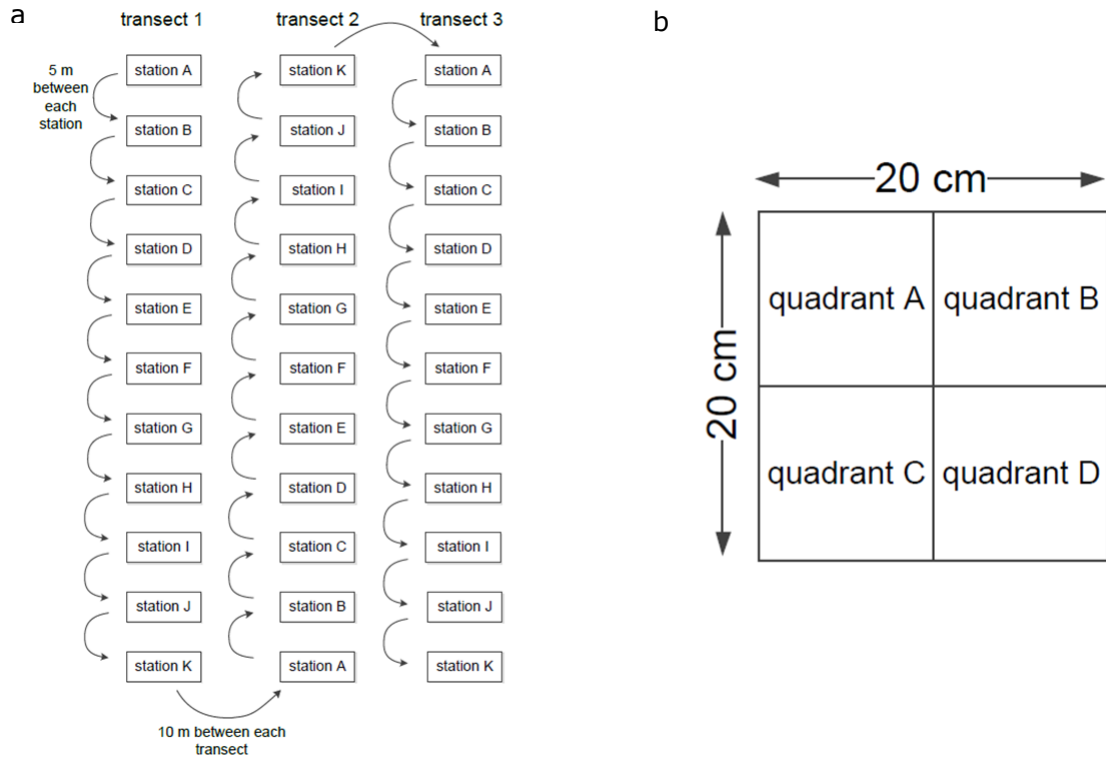 a
transect 1
transect 2
transect 3
b
5 m
between
each
station
station A
station B
station C
station D
station E
station F
station G
station H
station I
station J
station K
station K
station J
station I
station H
station G
station F
station E
station D
station C
station B
station A
station A
station B
station C
station D
station E
station F
station G
station H
station I
station J
station K
10 m between each
transect
20 cm
20 cm
quadrant A
quadrant B
quadrant C
quadrant D